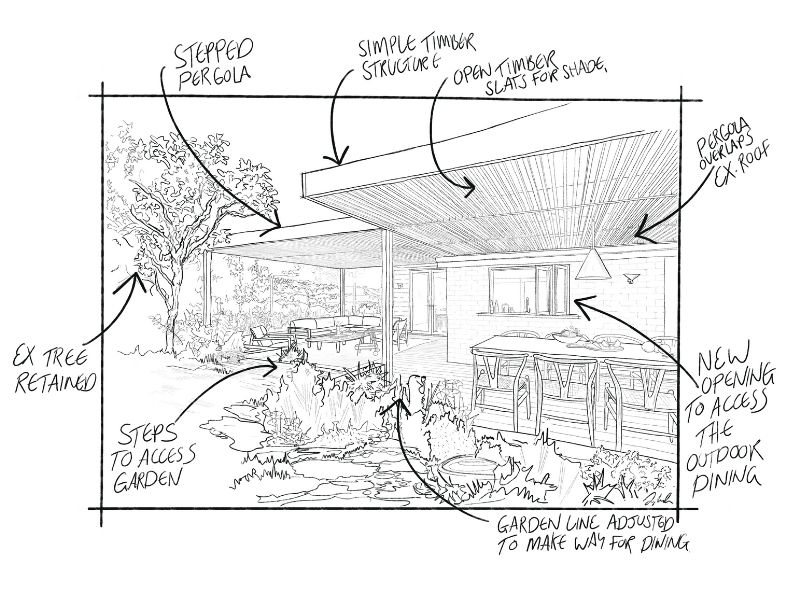 STEPPED
PERGOLA
SIMPLE TIMBER
STRUCTURE
OPEN TIMBER
SLATS FOR SHADE.
PERGOLA
OVERLAPS
EX. ROOF
EX TREE
RETAINED
STEPS
TO ACCESS
GARDEN
NEW
OPENING
TO ACCESS
THE
OUTDOOR
DINING
GARDEN LINE ADJUSTED
TO MAKE WAY FOR DINING